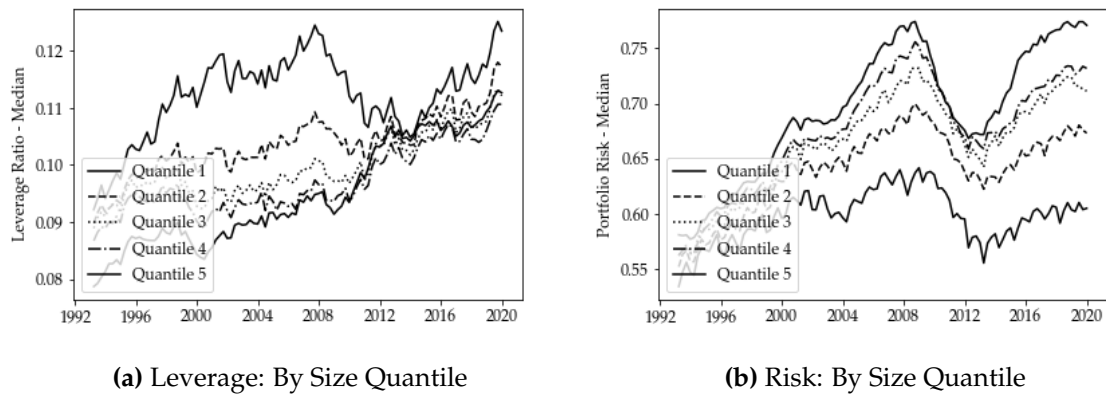 0.12
0.11
0.10
0.09
0.08
Leverage Ratio - Median
Quantile 1
Quantile 2
Quantile 3
Quantile 4
Quantile 5
1992 1996 2000 2004 2008 2012 2016 2020
(a) Leverage: By Size Quantile
0.75
0.70
0.65
0.60
0.55
Portfolio Risk - Median
Quantile 1
Quantile 2
Quantile 3
Quantile 4
Quantile 5
1992 1996 2000 2004 2008 2012 2016 2020
(b) Risk: By Size Quantile